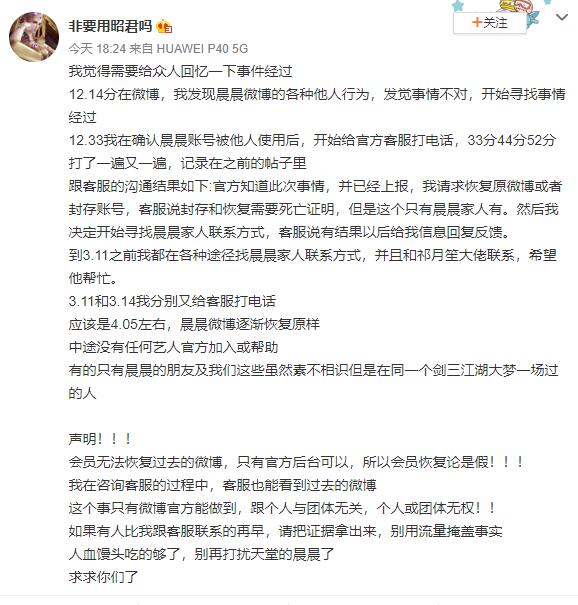 非要用昭君吗
+关注
今天 18:24 来自 HUAWEI P40 5G
我觉得需要给众人回忆一下事件经过
12.14分在微博，我发现晨晨微博的各种他人行为，发觉事情不对，开始寻找事情
经过
12.33我在确认晨晨账号被他人使用后，开始给官方客服打电话，33分44分52分
打了一遍又一遍，记录在之前的帖子里
跟客服的沟通结果如下:官方知道此次事情，并已经上报，我请求恢复原微博或者
封存账号，客服说封存和恢复需要死亡证明，但是这个只有晨晨家人有。然后我
决定开始寻找晨晨家人联系方式，客服说有结果以后给我信息回复反馈。
到3.11之前我都在各种途径找晨晨家人联系方式，并且和祁月笙大佬联系，希望
他帮忙。
3.11和3.14我分别又给客服打电话
应该是4.05左右，晨晨微博逐渐恢复原样
中途没有任何艺人官方加入或帮助
有的只有晨晨的朋友及我们这些虽然素不相识但是在同一个剑三江湖大梦一场过
的人
声明！！！
会员无法恢复过去的微博，只有官方后台可以，所以会员恢复论是假！！！
我在咨询客服的过程中，客服也能看到过去的微博
这个事只有微博官方能做到，跟个人与团体无关，个人或团体无权！！
如果有人比我跟客服联系的再早，请把证据拿出来，别用流量掩盖事实
人血馒头吃的够了，别再打扰天堂的晨晨了
求求你们了